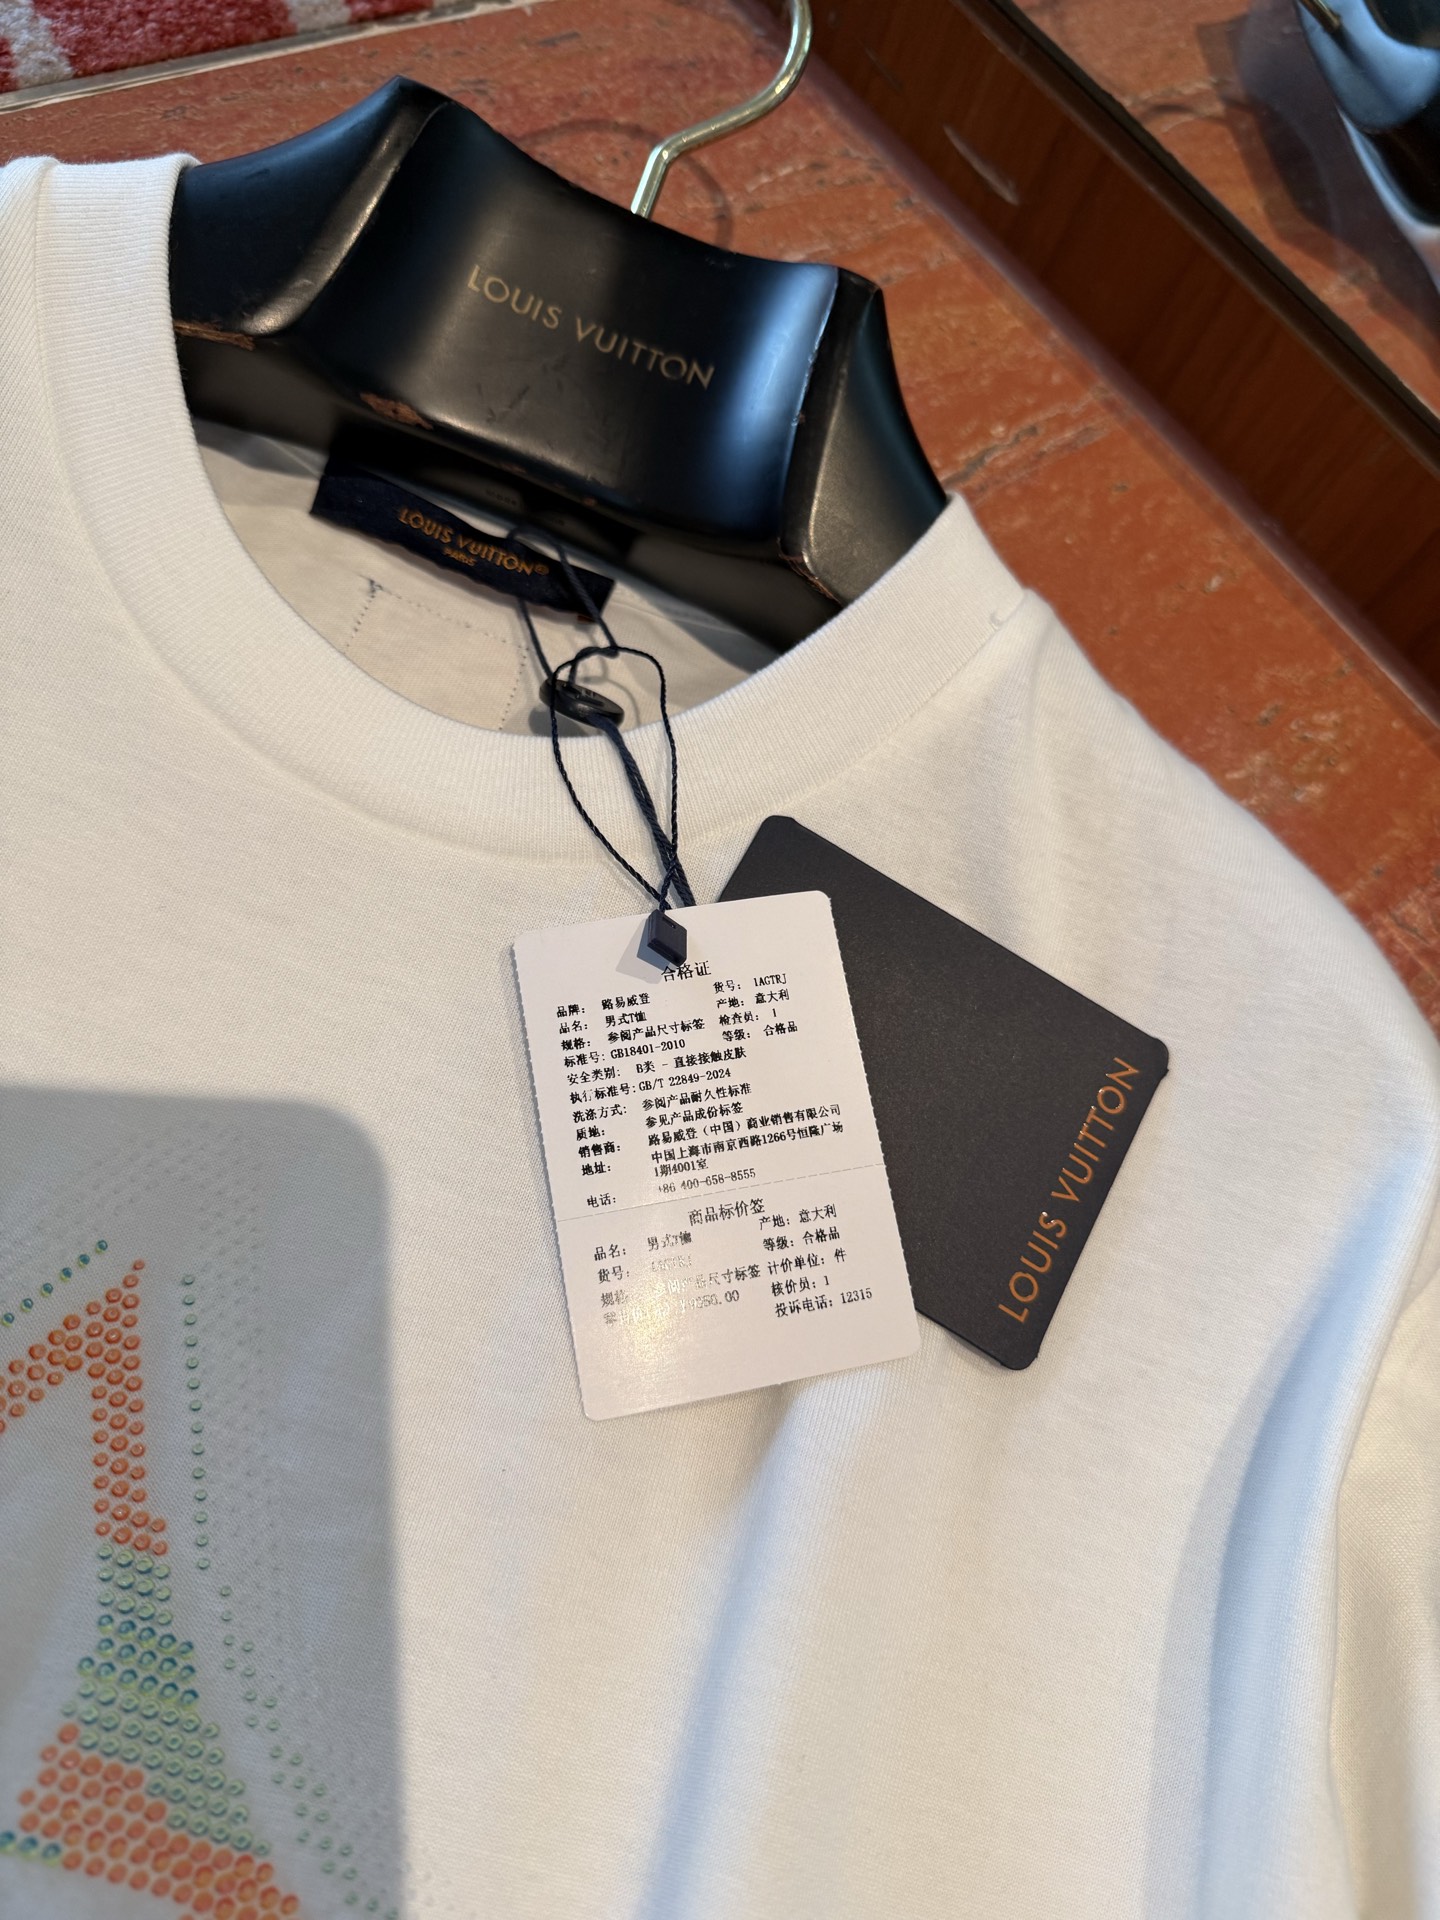 LOUIS VUITTON
LOUIS VUITTON®
PARIS
合格证
品牌: 路易威登 货号: 1AGTRJ
品名: 男式T恤 产地: 意大利
规格: 参阅产品尺寸标签 检查员: 1
标准号: GB18401-2010 等级: 合格品
安全类别: B类 - 直接接触皮肤
执行标准号: GB/T 22849-2024
洗涤方式: 参阅产品耐久性标准
质地: 参见产品成份标签
销售商: 路易威登（中国）商业销售有限公司
地址: 中国上海市南京西路1266号恒隆广场
1期4001室
电话: +86 400-658-8555
商品标价签
品名: 男式T恤 产地: 意大利
货号: 等级: 合格品
规格 尺寸标签 计价单位: 件
核价员: 1
投诉电话: 12315
LOUIS VUITTON